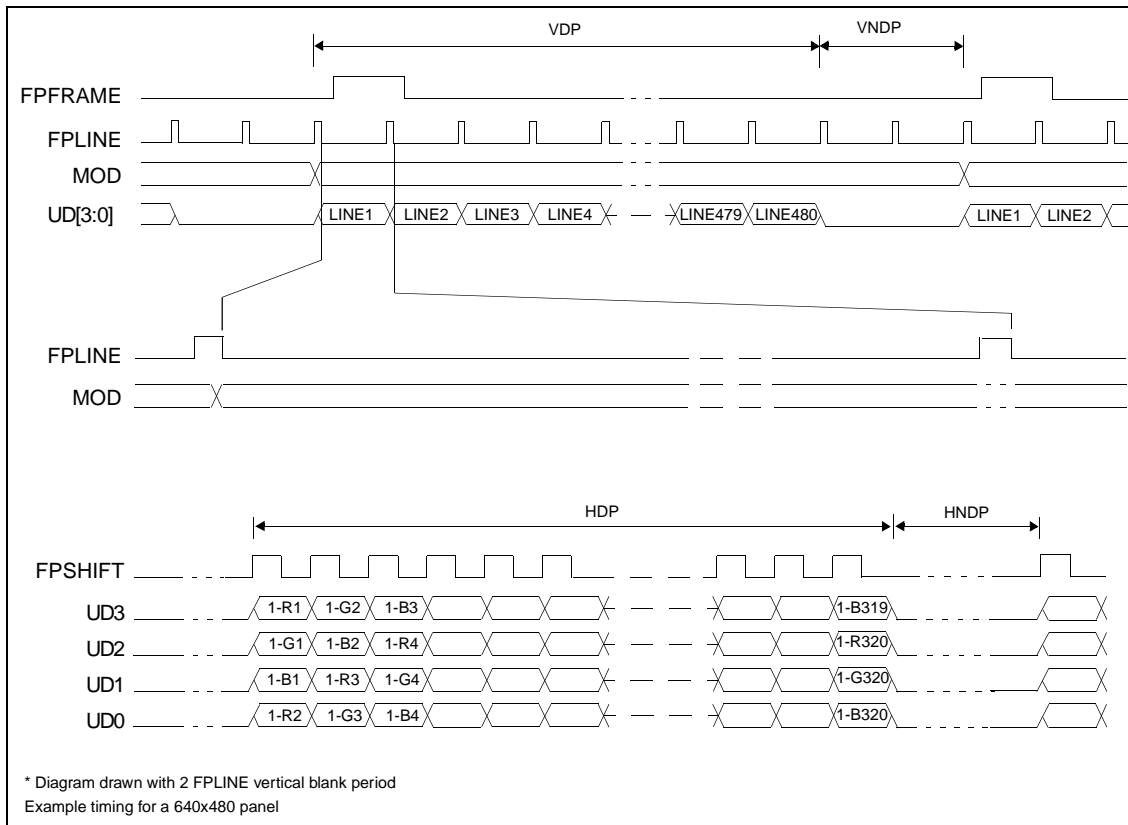 VDP VNDP
FPFRAME
FPLINE
MOD
UD[3:0] LINE1 LINE2 LINE3 LINE4 LINE479 LINE480 LINE1 LINE2
FPLINE
MOD
HDP HNDP
FPSHIFT
UD3 1-R1 1-G2 1-B3 1-B319
UD2 1-G1 1-B2 1-R4 1-R320
UD1 1-B1 1-R3 1-G4 1-G320
UD0 1-R2 1-G3 1-B4 1-B320
* Diagram drawn with 2 FPLINE vertical blank period
Example timing for a 640x480 panel